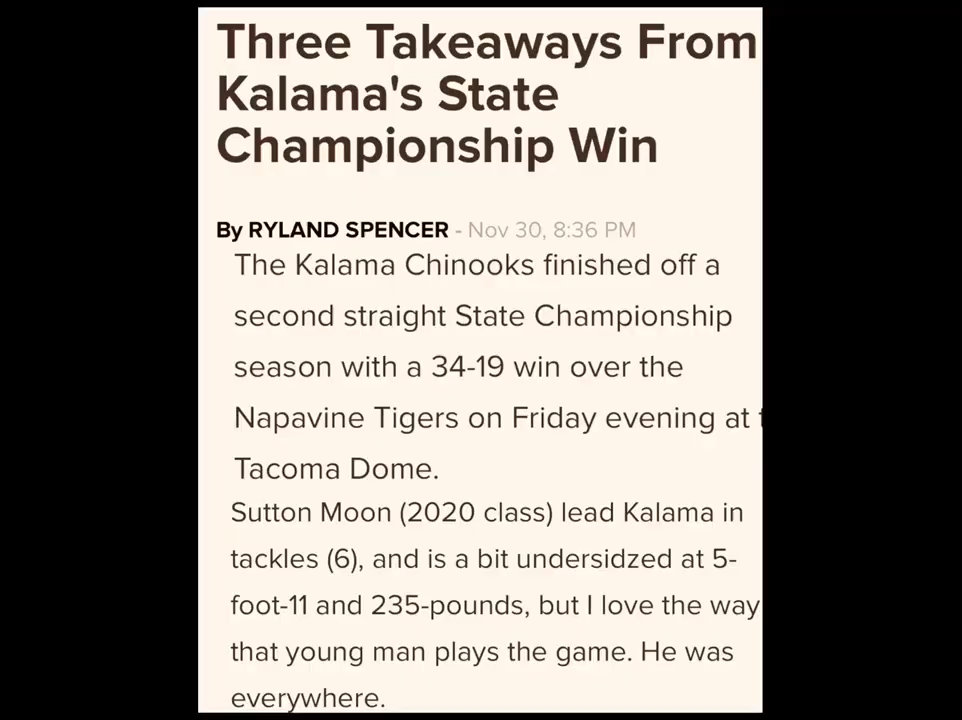 Three Takeaways From
Kalama's State
Championship Win
By RYLAND SPENCER - Nov 30, 8:36 PM
The Kalama Chinooks finished off a
second straight State Championship
season with a 34-19 win over the
Napavine Tigers on Friday evening at
Tacoma Dome.
Sutton Moon (2020 class) lead Kalama in
tackles (6), and is a bit undersidzed at 5-
foot-11 and 235-pounds, but I love the way
that young man plays the game. He was
everywhere.